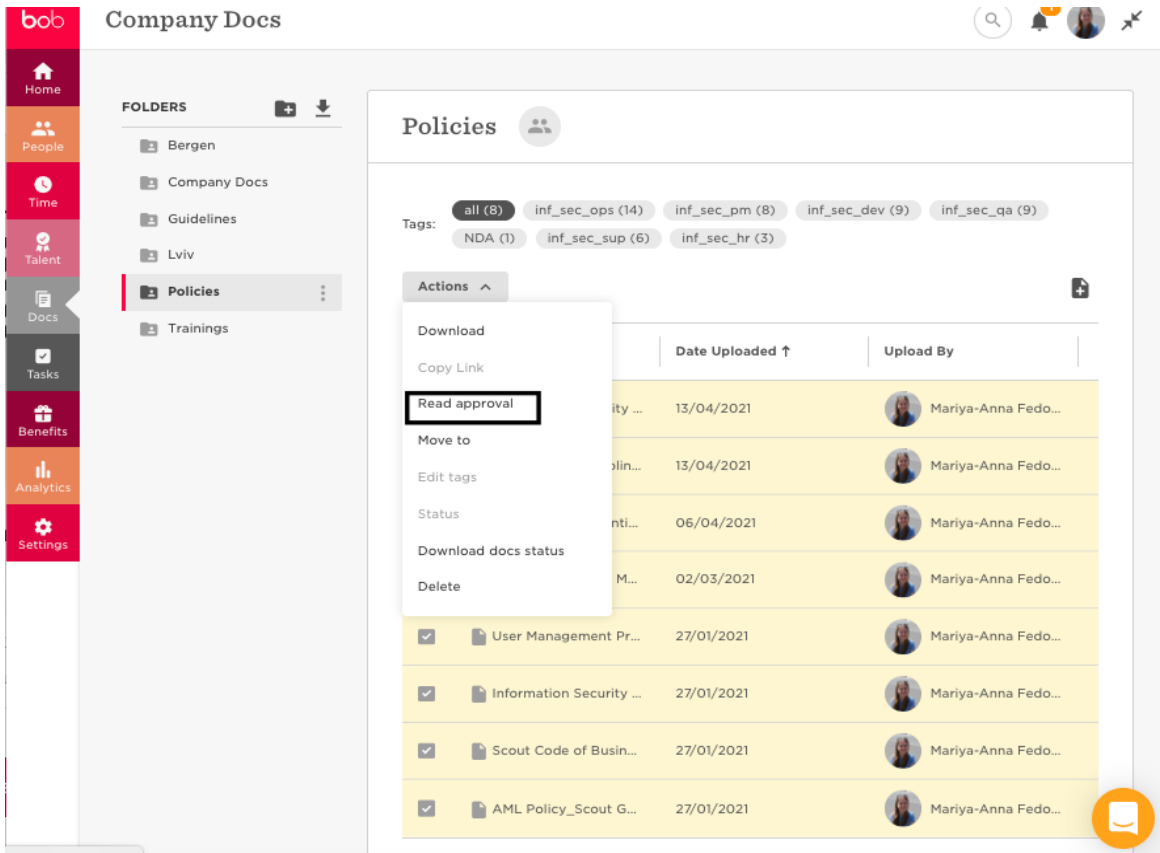 bob
Company Docs
Home
People
Time
Talent
Docs
Tasks
Benefits
Analytics
Settings
FOLDERS
Bergen
Company Docs
Guidelines
Lviv
Policies
Trainings
Policies
Tags: all (8) inf_sec_ops (14) inf_sec_pm (8) inf_sec_dev (9) inf_sec_qa (9)
NDA (1) inf_sec_sup (6) inf_sec_hr (3)
Actions
Download
Copy Link
Read approval
Move to
Edit tags
Status
Download docs status
Delete
Date Uploaded ↑ Upload By
ity ... 13/04/2021 Mariya-Anna Fedo...
plin... 13/04/2021 Mariya-Anna Fedo...
nti... 06/04/2021 Mariya-Anna Fedo...
M... 02/03/2021 Mariya-Anna Fedo...
User Management Pr... 27/01/2021 Mariya-Anna Fedo...
Information Security ... 27/01/2021 Mariya-Anna Fedo...
Scout Code of Busin... 27/01/2021 Mariya-Anna Fedo...
AML Policy_Scout G... 27/01/2021 Mariya-Anna Fedo...